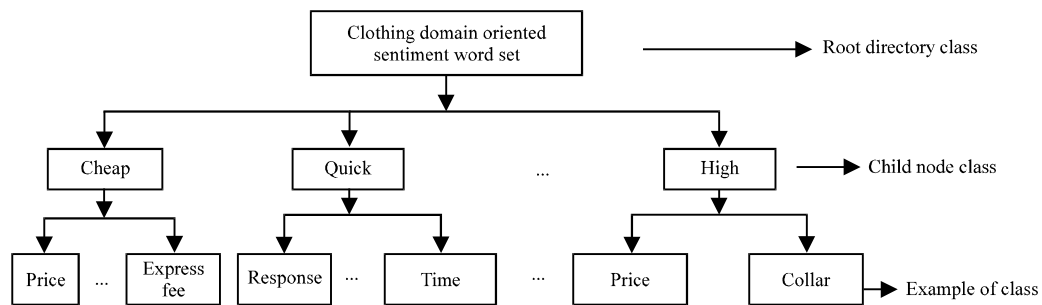 Clothing domain oriented
sentiment word set
Root directory class
Cheap
Quick
...
High
Child node class
Price
...
Express
fee
Response
...
Time
...
Price
Collar
Example of class